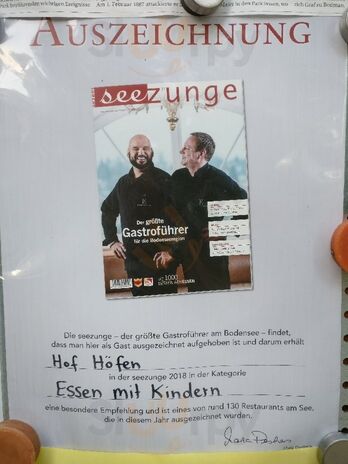 AUSZEICHNUNG
seezunge
Der größte
Gastroführer
für die Bodenseeregion
Die seezunge – der größte Gastroführer am Bodensee – findet,
dass man hier als Gast ausgezeichnet aufgehoben ist und darum erhält
Hof Höfen
in der seezunge 2018 in der Kategorie
Essen mit Kindern
eine besondere Empfehlung und ist eines von rund 130 Restaurants am See,
die in diesem Jahr ausgezeichnet wurden.